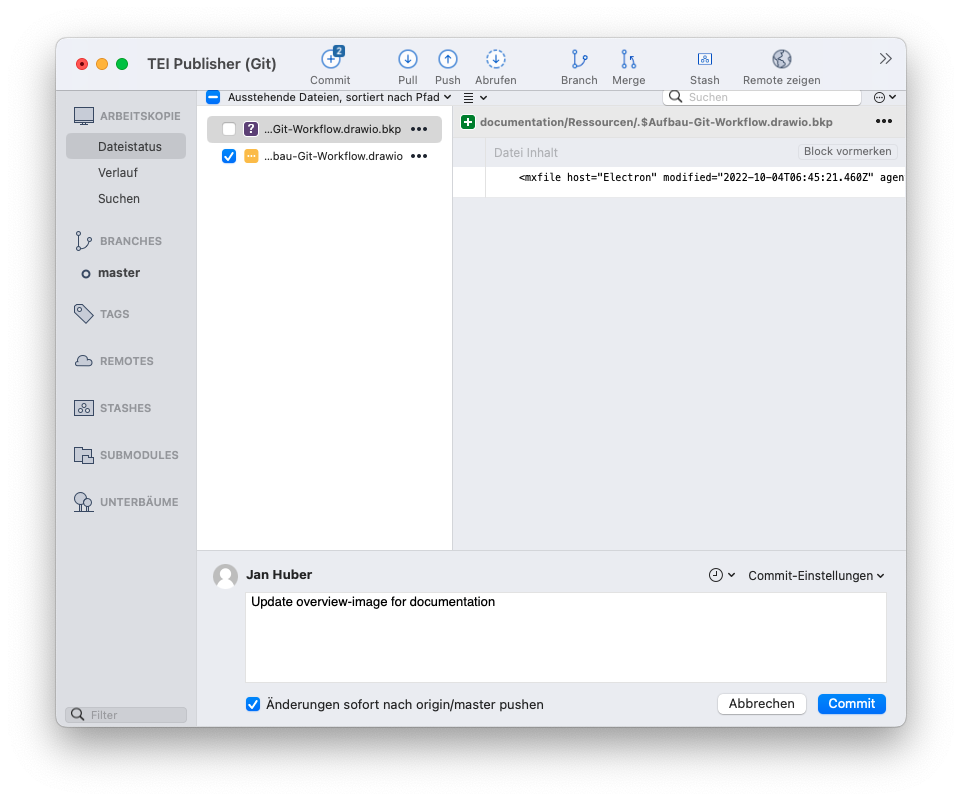 TEI Publisher (Git)
2
Commit
Pull
Push
Abrufen
Branch
Merge
Stash
Remote zeigen
ARBEITSKOPIE
Dateistatus
Verlauf
Suchen
BRANCHES
master
TAGS
REMOTES
STASHES
SUBMODULES
UNTERBÄUME
Filter
Ausstehende Dateien, sortiert nach Pfad
Suchen
? ...Git-Workflow.drawio.bkp
...bau-Git-Workflow.drawio
documentation/Ressourcen/.$Aufbau-Git-Workflow.drawio.bkp
Datei Inhalt
Block vormerken
<mxfile host="Electron" modified="2022-10-04T06:45:21.460Z" agen
Jan Huber
Commit-Einstellungen
Update overview-image for documentation
Änderungen sofort nach origin/master pushen
Abbrechen
Commit